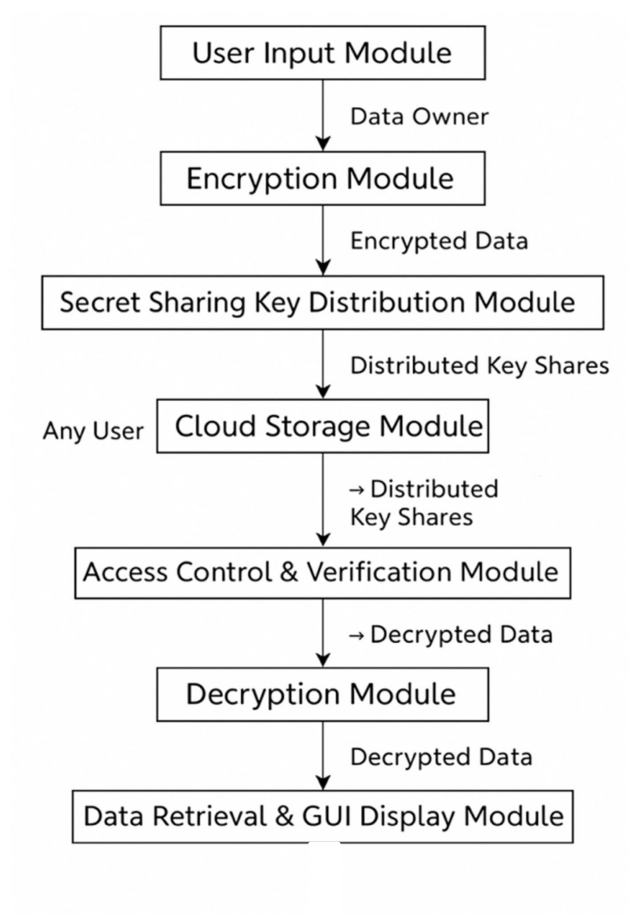 User Input Module
Data Owner
Encryption Module
Encrypted Data
Secret Sharing Key Distribution Module
Distributed Key Shares
Any User
Cloud Storage Module
→ Distributed
Key Shares
Access Control & Verification Module
→ Decrypted Data
Decryption Module
Decrypted Data
Data Retrieval & GUI Display Module